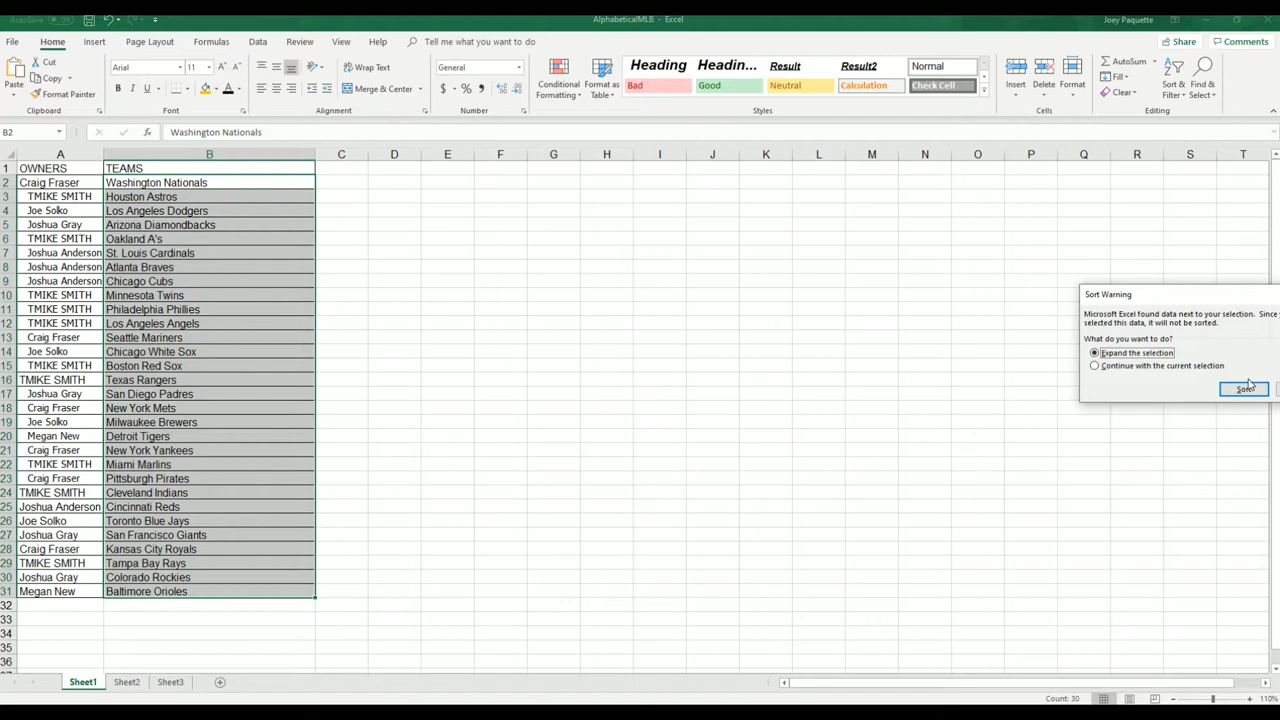 AutoSave
AlphabeticalMLB - Excel
Joey Paquette
File Home Insert Page Layout Formulas Data Review View Help Tell me what you want to do
Share Comments
Paste
Cut
Copy
Format Painter
Clipboard
Arial 11
B I U
Font
Wrap Text
Merge & Center
Alignment
General
$ % ,
Number
Conditional Formatting
Format as Table
Heading Headin... Result Result2 Normal
Bad Good Neutral Calculation Check Cell
Styles
Insert Delete Format
Cells
AutoSum
Fill
Clear
Sort & Filter
Find & Select
Editing
B2 fx Washington Nationals
A B C D E F G H I J K L M N O P Q R S T
1 OWNERS TEAMS
2 Craig Fraser Washington Nationals
3 TMIKE SMITH Houston Astros
4 Joe Solko Los Angeles Dodgers
5 Joshua Gray Arizona Diamondbacks
6 TMIKE SMITH Oakland A's
7 Joshua Anderson St. Louis Cardinals
8 Joshua Anderson Atlanta Braves
9 Joshua Anderson Chicago Cubs
10 TMIKE SMITH Minnesota Twins
11 TMIKE SMITH Philadelphia Phillies
12 TMIKE SMITH Los Angeles Angels
13 Craig Fraser Seattle Mariners
14 Joe Solko Chicago White Sox
15 TMIKE SMITH Boston Red Sox
16 TMIKE SMITH Texas Rangers
17 Joshua Gray San Diego Padres
18 Craig Fraser New York Mets
19 Joe Solko Milwaukee Brewers
20 Megan New Detroit Tigers
21 Craig Fraser New York Yankees
22 TMIKE SMITH Miami Marlins
23 Craig Fraser Pittsburgh Pirates
24 TMIKE SMITH Cleveland Indians
25 Joshua Anderson Cincinnati Reds
26 Joe Solko Toronto Blue Jays
27 Joshua Gray San Francisco Giants
28 Craig Fraser Kansas City Royals
29 TMIKE SMITH Tampa Bay Rays
30 Joshua Gray Colorado Rockies
31 Megan New Baltimore Orioles
32
33
34
35
36
Sort Warning
Microsoft Excel found data next to your selection. Since
selected this data, it will not be sorted.
What do you want to do?
Expand the selection
Continue with the current selection
Sort
Sheet1 Sheet2 Sheet3
Count: 30 110%